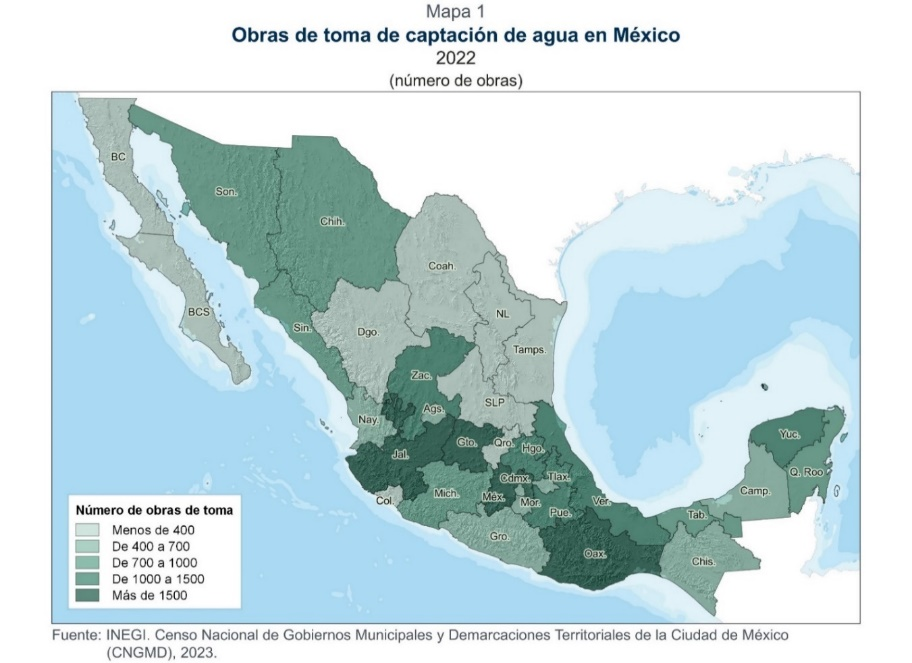 Mapa 1
Obras de toma de captación de agua en México
2022
(número de obras)
BC
Son.
Chih.
Coah.
BCS
NL
Sin.
Dgo.
Tamps.
Zac.
SLP
Nay.
Ags.
Yuc.
Gto.
Qro.
Hgo.
Jal.
Q. Roo
Cdmx.
Tlax.
Camp.
Col.
Mich.
Méx.
Mor.
Ver.
Pue.
Tab.
Gro.
Oax.
Chis.
Número de obras de toma
Menos de 400
De 400 a 700
De 700 a 1000
De 1000 a 1500
Más de 1500
Fuente: INEGI. Censo Nacional de Gobiernos Municipales y Demarcaciones Territoriales de la Ciudad de México
(CNGMD), 2023.